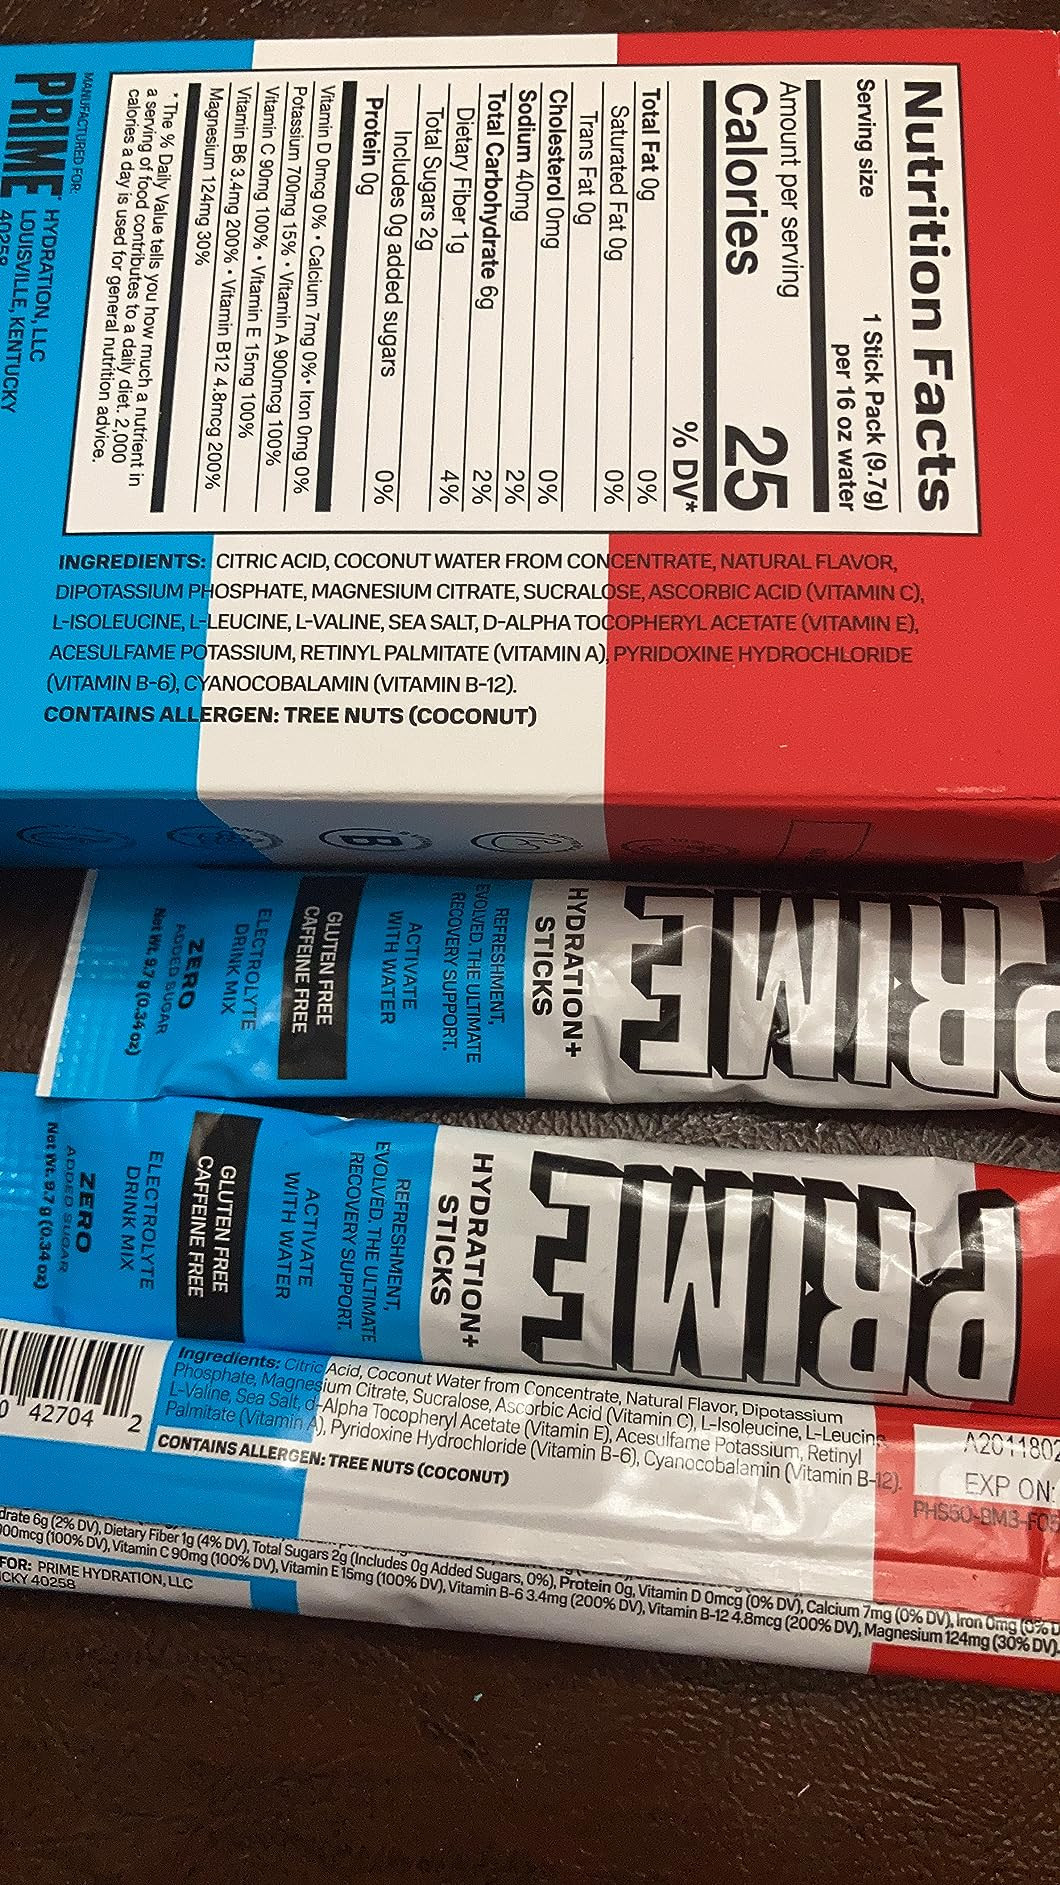 Nutrition Facts
Serving size 1 Stick Pack (9.7g)
per 16 oz water
Amount per serving
Calories 25
% DV*
Total Fat 0g 0%
Saturated Fat 0g 0%
Trans Fat 0g
Cholesterol 0mg 0%
Sodium 40mg 2%
Total Carbohydrate 6g 2%
Dietary Fiber 1g 4%
Total Sugars 2g
Includes 0g added sugars
Protein 0g 0%
Vitamin D 0mcg 0% • Calcium 7mg 0% • Iron 0mg 0%
Potassium 700mg 15% • Vitamin A 900mcg 100%
Vitamin C 90mg 100% • Vitamin E 15mg 100%
Vitamin B6 3.4mg 200% • Vitamin B12 4.8mcg 200%
Magnesium 124mg 30%
* The % Daily Value tells you how much a nutrient in
a serving of food contributes to a daily diet. 2,000
calories a day is used for general nutrition advice.
MANUFACTURED FOR:
PRIME HYDRATION, LLC
LOUISVILLE, KENTUCKY
40258
INGREDIENTS: CITRIC ACID, COCONUT WATER FROM CONCENTRATE, NATURAL FLAVOR,
DIPOTASSIUM PHOSPHATE, MAGNESIUM CITRATE, SUCRALOSE, ASCORBIC ACID (VITAMIN C),
L-ISOLEUCINE, L-LEUCINE, L-VALINE, SEA SALT, D-ALPHA TOCOPHERYL ACETATE (VITAMIN E),
ACESULFAME POTASSIUM, RETINYL PALMITATE (VITAMIN A), PYRIDOXINE HYDROCHLORIDE
(VITAMIN B-6), CYANOCOBALAMIN (VITAMIN B-12).
CONTAINS ALLERGEN: TREE NUTS (COCONUT)
B
PRIME
HYDRATION+
STICKS
REFRESHMENT,
EVOLVED. THE ULTIMATE
RECOVERY SUPPORT.
ACTIVATE
WITH WATER
GLUTEN FREE
CAFFEINE FREE
ELECTROLYTE
DRINK MIX
ZERO
ADDED SUGAR
Net Wt. 9.7 g (0.34 oz)
PRIME
HYDRATION+
STICKS
REFRESHMENT,
EVOLVED. THE ULTIMATE
RECOVERY SUPPORT.
ACTIVATE
WITH WATER
GLUTEN FREE
CAFFEINE FREE
ELECTROLYTE
DRINK MIX
ZERO
ADDED SUGAR
Net Wt. 9.7 g (0.34 oz)
0 42704 2
Ingredients: Citric Acid, Coconut Water from Concentrate, Natural Flavor, Dipotassium
Phosphate, Magnesium Citrate, Sucralose, Ascorbic Acid (Vitamin C), L-Isoleucine, L-Leucine
L-Valine, Sea Salt, d-Alpha Tocopheryl Acetate (Vitamin E), Acesulfame Potassium, Retinyl
Palmitate (Vitamin A), Pyridoxine Hydrochloride (Vitamin B-6), Cyanocobalamin (Vitamin B-12).
CONTAINS ALLERGEN: TREE NUTS (COCONUT)
A2011802
EXP ON:
drate 6g (2% DV), Dietary Fiber 1g (4% DV), Total Sugars 2g (Includes 0g Added Sugars, 0%), Protein 0g, Vitamin D 0mcg (0% DV), Calcium 7mg (0% DV), Iron 0mg (0% D
00mcg (100% DV), Vitamin C 90mg (100% DV), Vitamin E 15mg (100% DV), Vitamin B-6 3.4mg (200% DV), Vitamin B-12 4.8mcg (200% DV), Magnesium 124mg (30% DV)
FOR: PRIME HYDRATION, LLC
CKY 40258